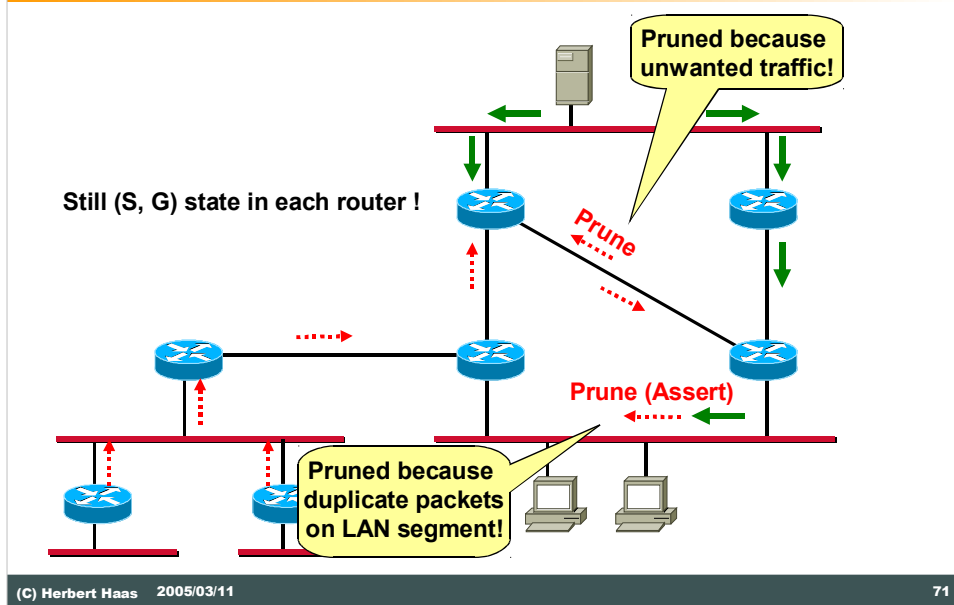 Pruned because
unwanted traffic!
Still (S, G) state in each router !
Prune
Prune (Assert)
Pruned because
duplicate packets
on LAN segment!
(C) Herbert Haas 2005/03/11
71